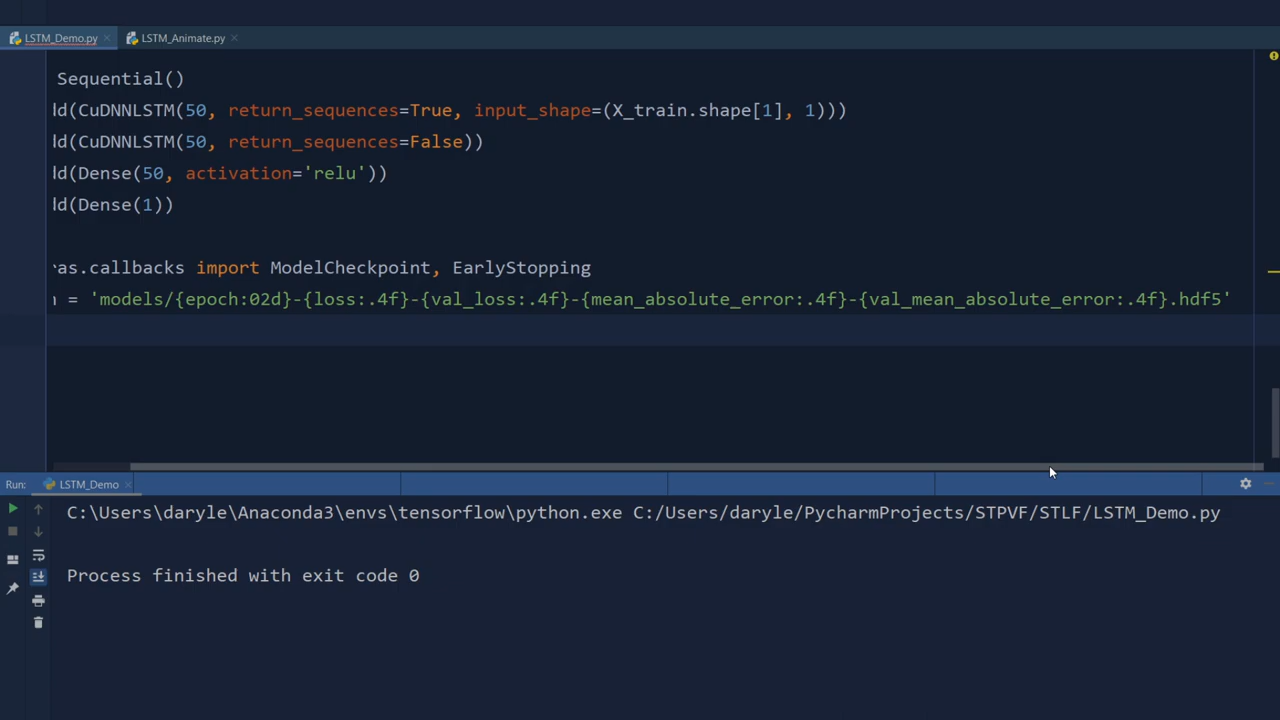 LSTM_Demo.py LSTM_Animate.py
Sequential()
ld(CuDNNLSTM(50, return_sequences=True, input_shape=(X_train.shape[1], 1)))
ld(CuDNNLSTM(50, return_sequences=False))
ld(Dense(50, activation='relu'))
ld(Dense(1))
ras.callbacks import ModelCheckpoint, EarlyStopping
n = 'models/{epoch:02d}-{loss:.4f}-{val_loss:.4f}-{mean_absolute_error:.4f}-{val_mean_absolute_error:.4f}.hdf5'
Run: LSTM_Demo
C:\Users\daryle\Anaconda3\envs\tensorflow\python.exe C:/Users/daryle/PycharmProjects/STPVF/STLF/LSTM_Demo.py
Process finished with exit code 0